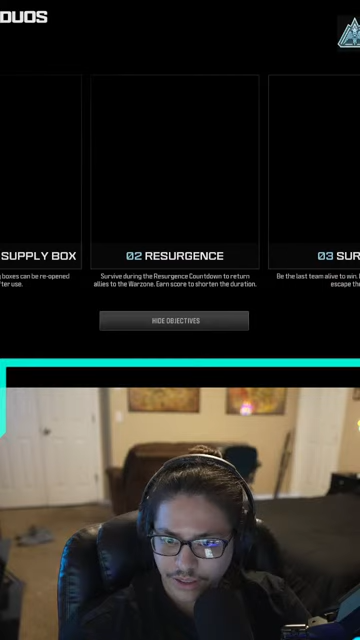 DUOS
SUPPLY BOX
boxes can be re-opened
after use.
02 RESURGENCE
Survive during the Resurgence Countdown to return
allies to the Warzone. Earn score to shorten the duration.
03 SUR
Be the last team alive to win.
escape the
HIDE OBJECTIVES